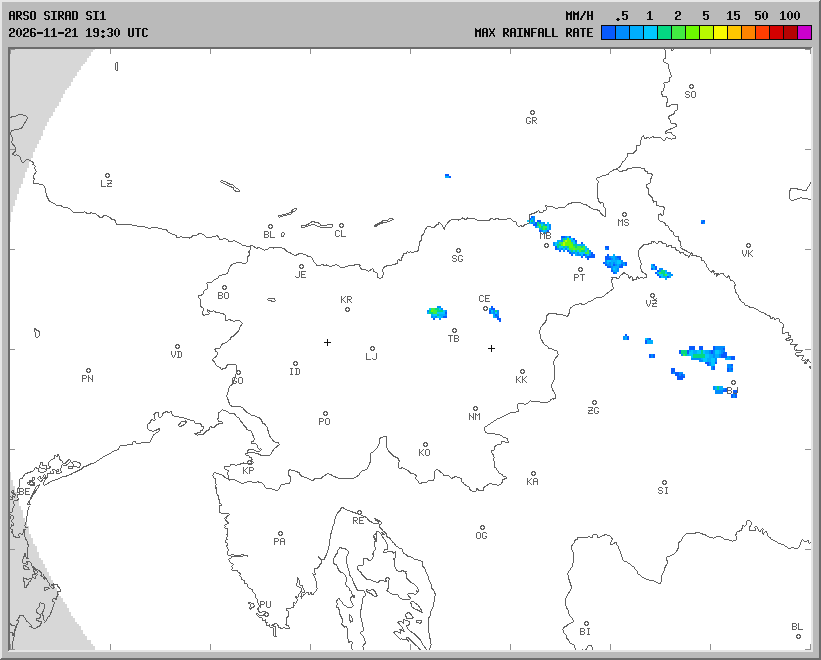 ARSO SIRAD SI1
MM/H .5 1 2 5 15 50 100
2026-11-21 19:30 UTC
MAX RAINFALL RATE
SO
GR
LZ
MS
BL
CL
MB
VK
SG
JE
PT
BO
KR
CE
VŽ
TB
VD
LJ
ID
PN
GO
KK
BJ
NM
ZG
PO
KO
KP
KA
BE
SI
RE
OG
PA
PU
BI
BL